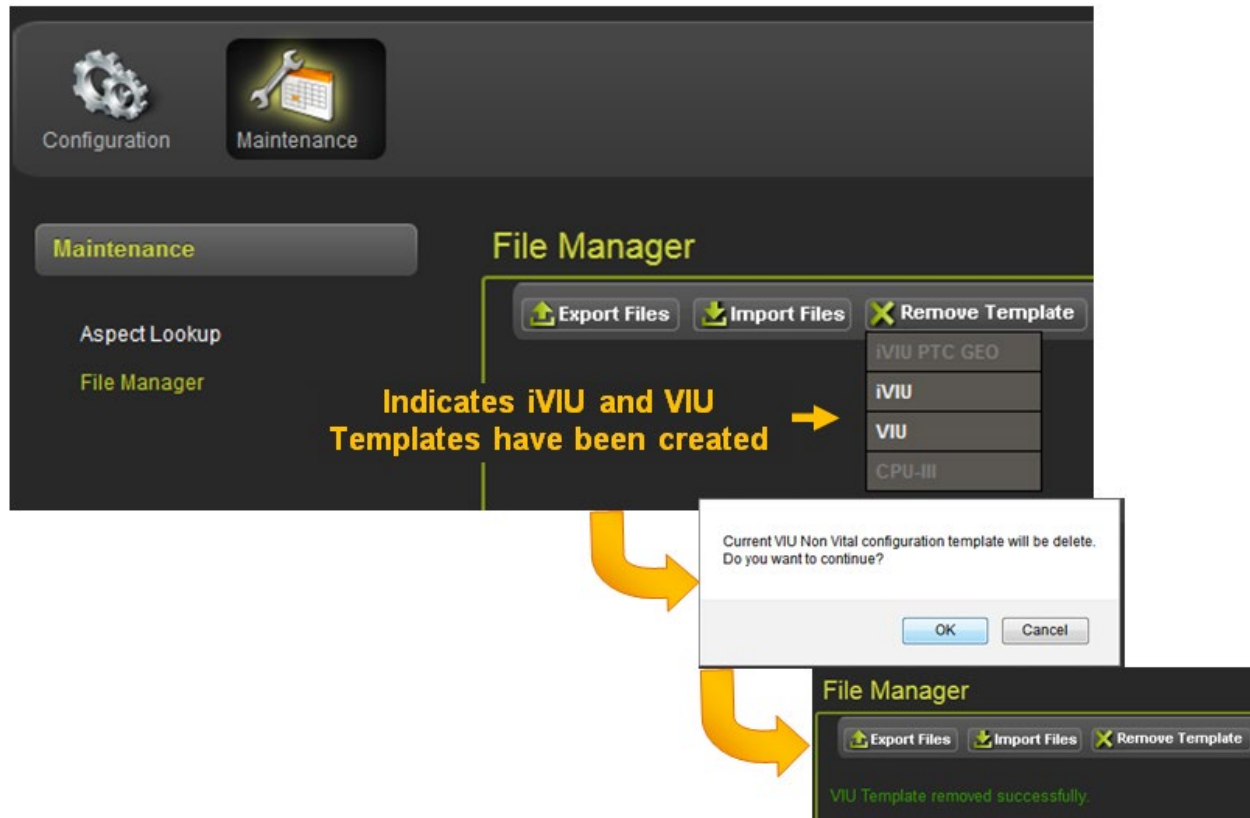 Configuration
Maintenance
Maintenance
Aspect Lookup
File Manager
File Manager
Export Files
Import Files
Remove Template
iVIU PTC GEO
iVIU
VIU
CPU-III
Indicates iVIU and VIU
Templates have been created
Current VIU Non Vital configuration template will be delete.
Do you want to continue?
OK
Cancel
File Manager
Export Files
Import Files
Remove Template
VIU Template removed successfully.